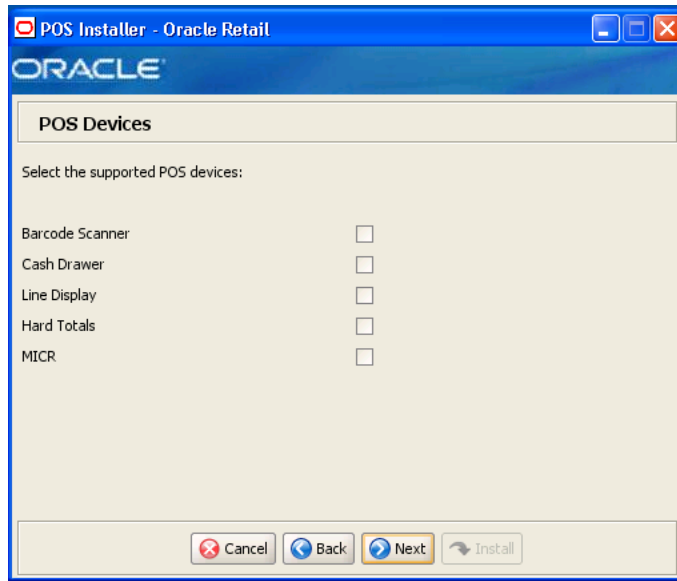 POS Installer - Oracle Retail
ORACLE
POS Devices
Select the supported POS devices:
Barcode Scanner
Cash Drawer
Line Display
Hard Totals
MICR
Cancel Back Next Install